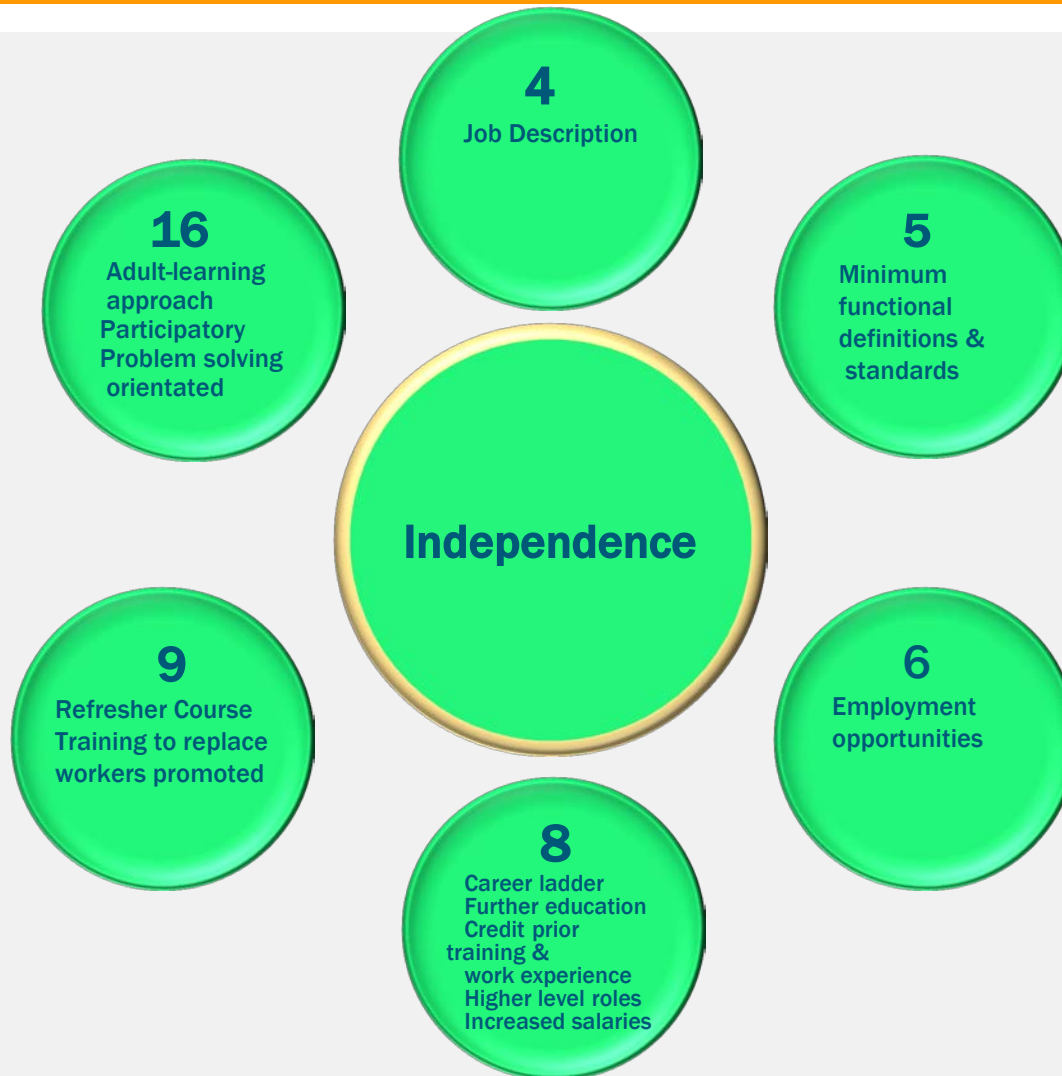 4
Job Description
16
Adult-learning
approach
Participatory
Problem solving
orientated
5
Minimum
functional
definitions &
standards
Independence
9
Refresher Course
Training to replace
workers promoted
6
Employment
opportunities
8
Career ladder
Further education
Credit prior
training &
work experience
Higher level roles
Increased salaries